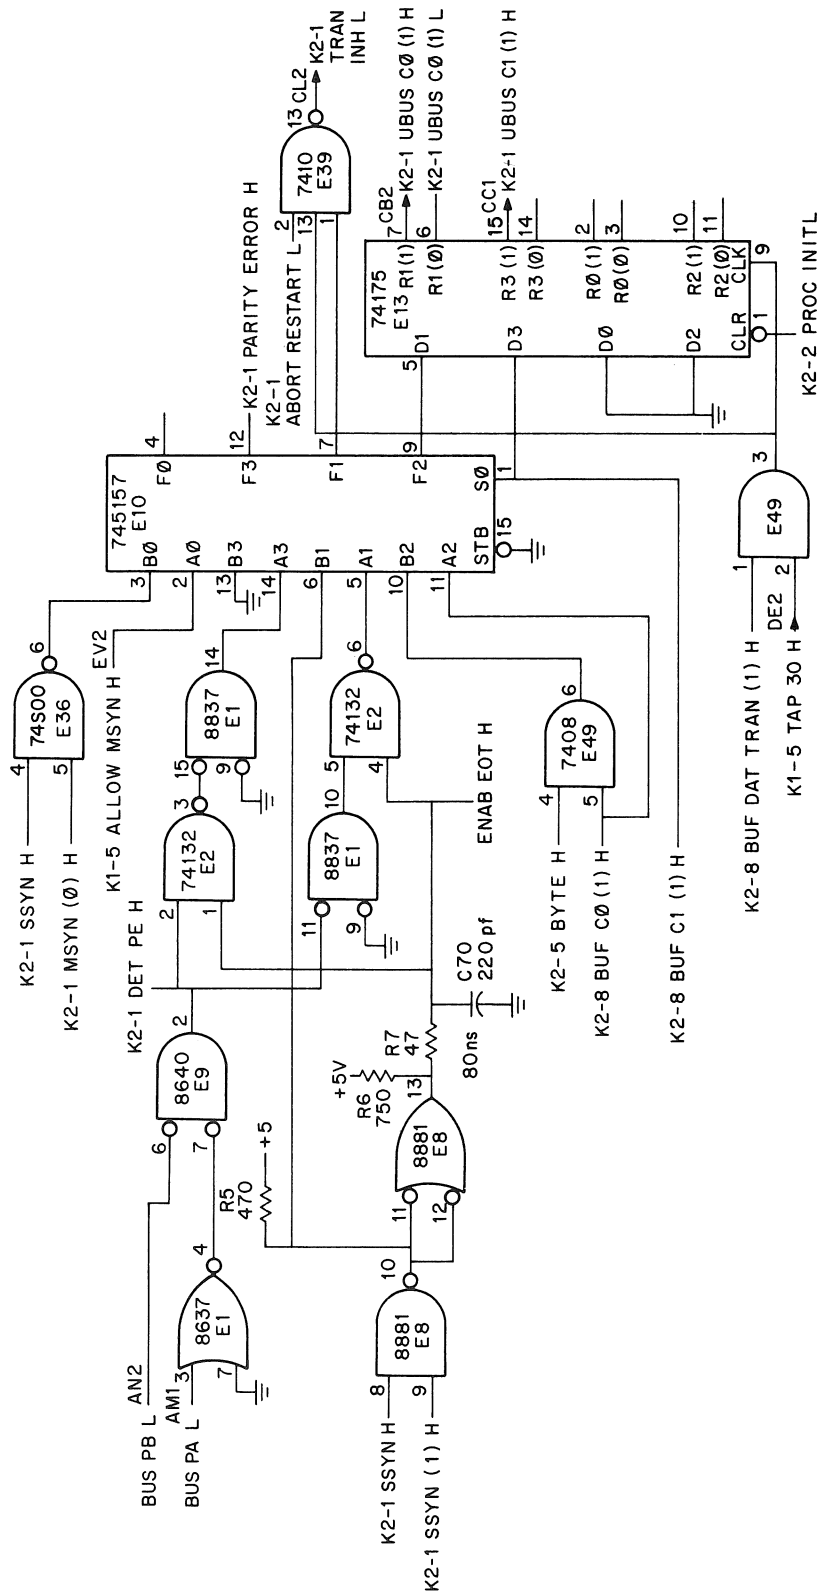 K2-1 SSYN H
4
K2-1 MSYN (Ø) H
5
74SOO
E36
6
K1-5 ALLOW MSYN H
EV2
K2-1 DET PE H
BUS PB L
AN2
BUS PA L
AM1
3
7
8637
E1
4
6
7
8640
E9
2
2
1
74132
E2
3
15
9
8837
E1
14
11
9
8837
E1
10
5
4
74132
E2
6
ENAB EOT H
R5
470
+5
K2-1 SSYN H
8
K2-1 SSYN (1) H
9
8881
E8
10
11
12
8881
E8
13
+5V
R6
750
R7
47
80ns
C70
220pf
K2-5 BYTE H
4
K2-8 BUF CØ (1) H
5
7408
E49
6
K2-8 BUF C1 (1) H
K2-8 BUF DAT TRAN (1) H
1
DE2
K1-5 TAP 30 H
2
E49
3
745157
E10
3
BØ
2
AØ
13
B3
14
A3
6
B1
5
A1
10
B2
11
A2
STB
15
FØ
4
F3
12
F1
7
F2
9
SØ
1
K2-1 PARITY ERROR H
K2-1
ABORT RESTART L
2
13
1
7410
E39
13
CL2
K2-1
TRAN
INH L
74175
E13
5
D1
D3
DØ
D2
R1(1)
7
CB2
K2-1 UBUS CØ (1) H
R1(Ø)
6
K2-1 UBUS CØ (1) L
R3 (1)
15
CC1
K2-1 UBUS C1 (1) H
R3(Ø)
14
RØ(1)
2
RØ(Ø)
3
R2(1)
10
R2(Ø)
11
CLK
9
CLR
1
K2-2 PROC INITL